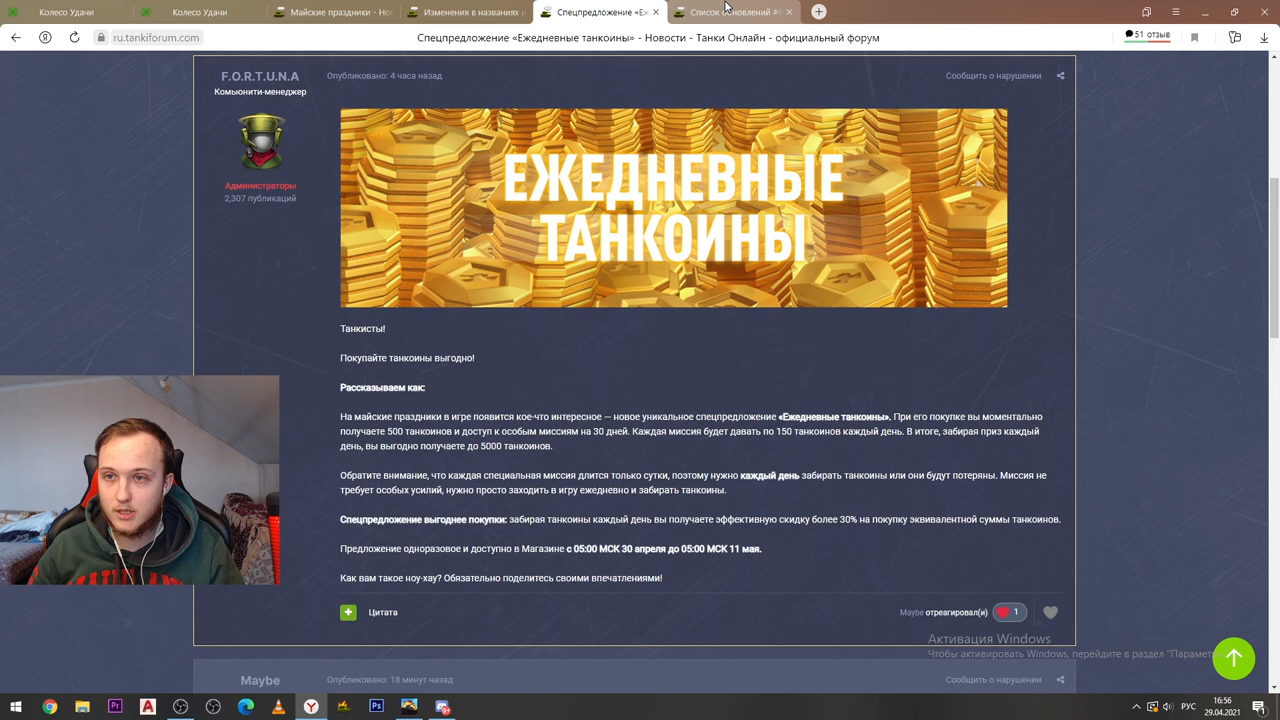 Колесо Удачи
Колесо Удачи
Майские праздники - Но
Изменения в покупках и
Спецпредложение «Еж
Список обновлений #6
ru.tankiforum.com
Спецпредложение «Ежедневные танкоины» - Новости - Танки Онлайн - официальный форум
51 отзыв
F.O.R.T.U.N.A
Комьюнити-менеджер
Опубликовано: 4 часа назад
Сообщить о нарушении
Администраторы
2,307 публикаций
ЕЖЕДНЕВНЫЕ
ТАНКОИНЫ
Танкисты!
Покупайте танкоины выгодно!
Рассказываем как:
На майские праздники в игре появится кое-что интересное — новое уникальное спецпредложение «Ежедневные танкоины». При его покупке вы моментально
получаете 500 танкоинов и доступ к особым миссиям на 30 дней. Каждая миссия будет давать по 150 танкоинов каждый день. В итоге, забирая приз каждый
день, вы выгодно получаете до 5000 танкоинов.
Обратите внимание, что каждая специальная миссия длится только сутки, поэтому нужно каждый день забирать танкоины или они будут потеряны. Миссия не
требует особых усилий, нужно просто заходить в игру ежедневно и забирать танкоины.
Спецпредложение выгоднее покупки: забирая танкоины каждый день вы получаете эффективную скидку более 30% на покупку эквивалентной суммы танкоинов.
Предложение одноразовое и доступно в Магазине с 05:00 МСК 30 апреля до 05:00 МСК 11 мая.
Как вам такое ноу-хау? Обязательно поделитесь своими впечатлениями!
Цитата
Maybe отреагировал(и)
1
Активация Windows
Чтобы активировать Windows, перейдите в раздел "Параметр
Maybe
Опубликовано: 18 минут назад
Сообщить о нарушении
РУС
16:56
29.04.2021